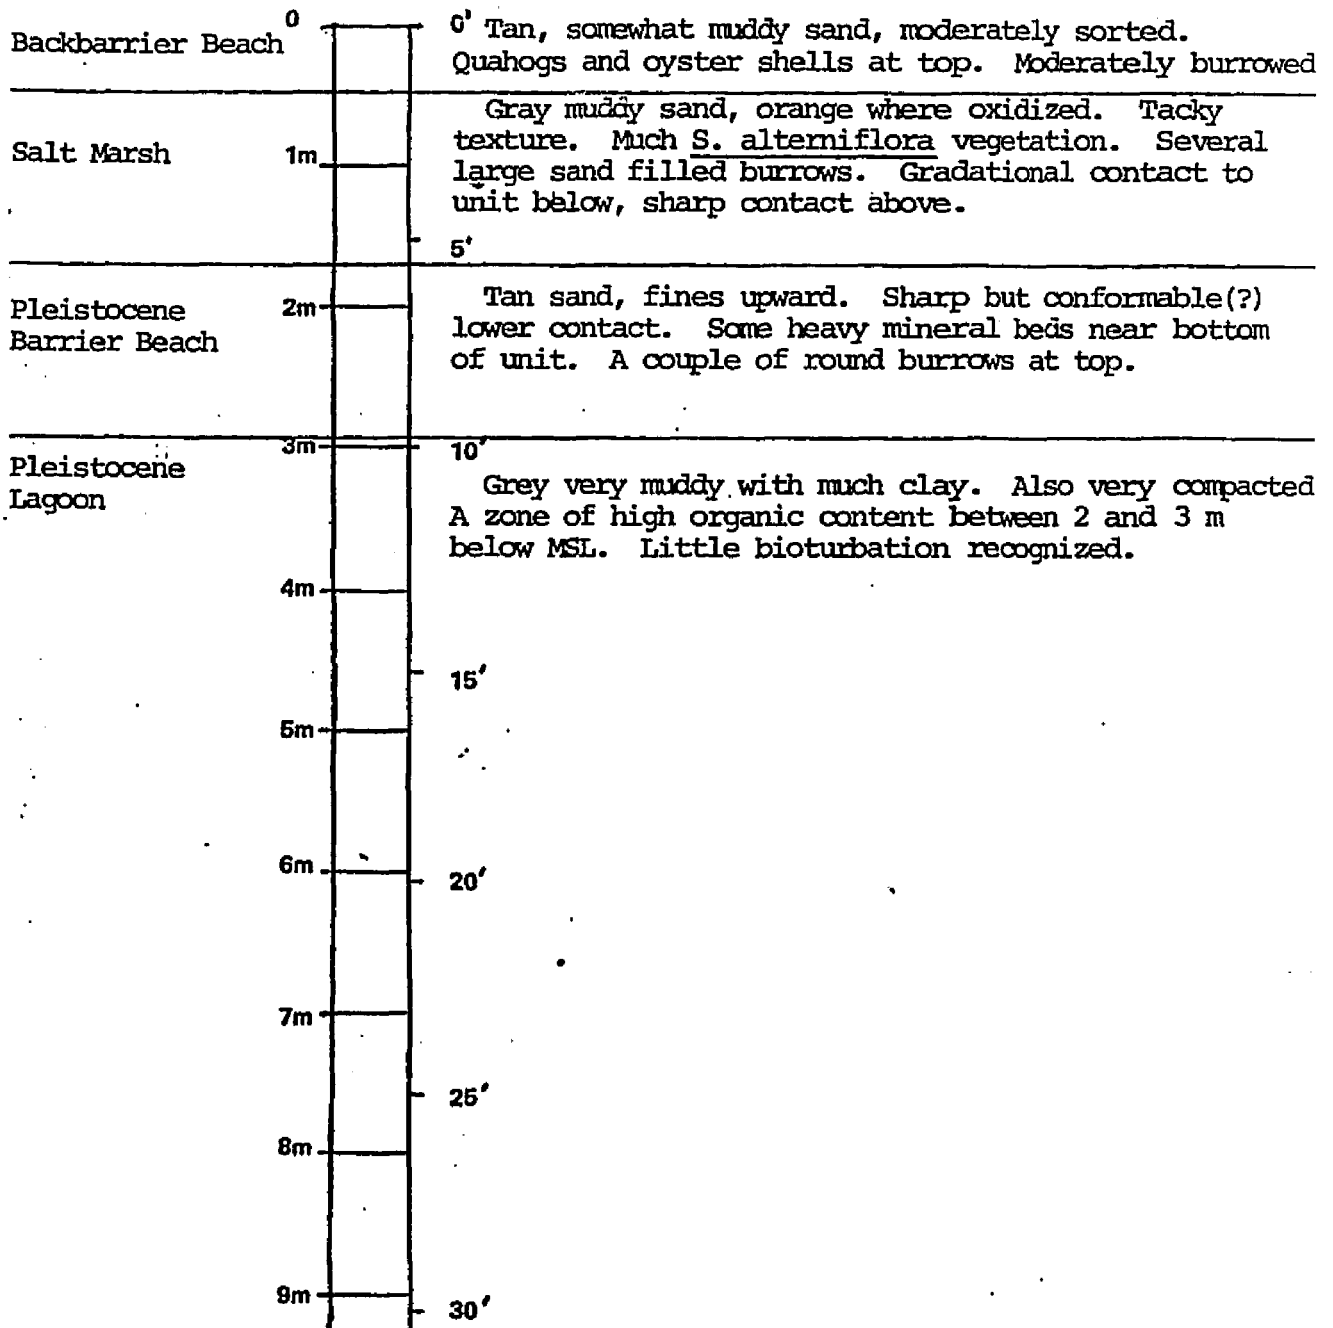 0
0' Tan, somewhat muddy sand, moderately sorted.
Backbarrier Beach
Quahogs and oyster shells at top. Moderately burrowed
Gray muddy sand, orange where oxidized. Tacky
Salt Marsh
1m
texture. Much S. alterniflora vegetation. Several
large sand filled burrows. Gradational contact to
unit below, sharp contact above.
5'
Pleistocene
Barrier Beach
2m
Tan sand, fines upward. Sharp but conformable(?)
lower contact. Some heavy mineral beds near bottom
of unit. A couple of round burrows at top.
3m
10'
Pleistocene
Lagoon
Grey very muddy with much clay. Also very compacted
A zone of high organic content between 2 and 3 m
below MSL. Little bioturbation recognized.
4m
15'
5m
6m
20'
7m
25'
8m
9m
30'